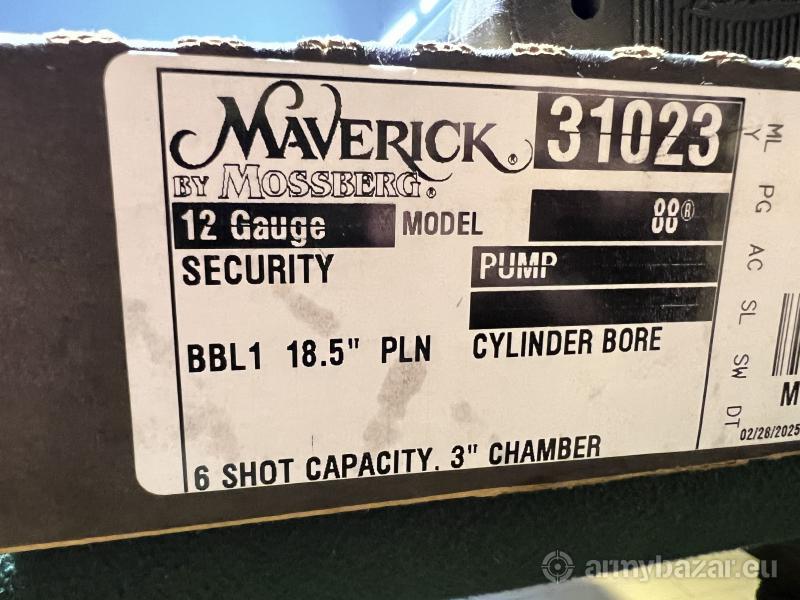 MAVERICK®
BY MOSSBERG®
31023
12 Gauge
MODEL
88®
SECURITY
PUMP
BBL1 18.5" PLN
CYLINDER BORE
6 SHOT CAPACITY. 3" CHAMBER
ML PG AC SL SW DT
Y
M
02/28/2025
armybazar.eu